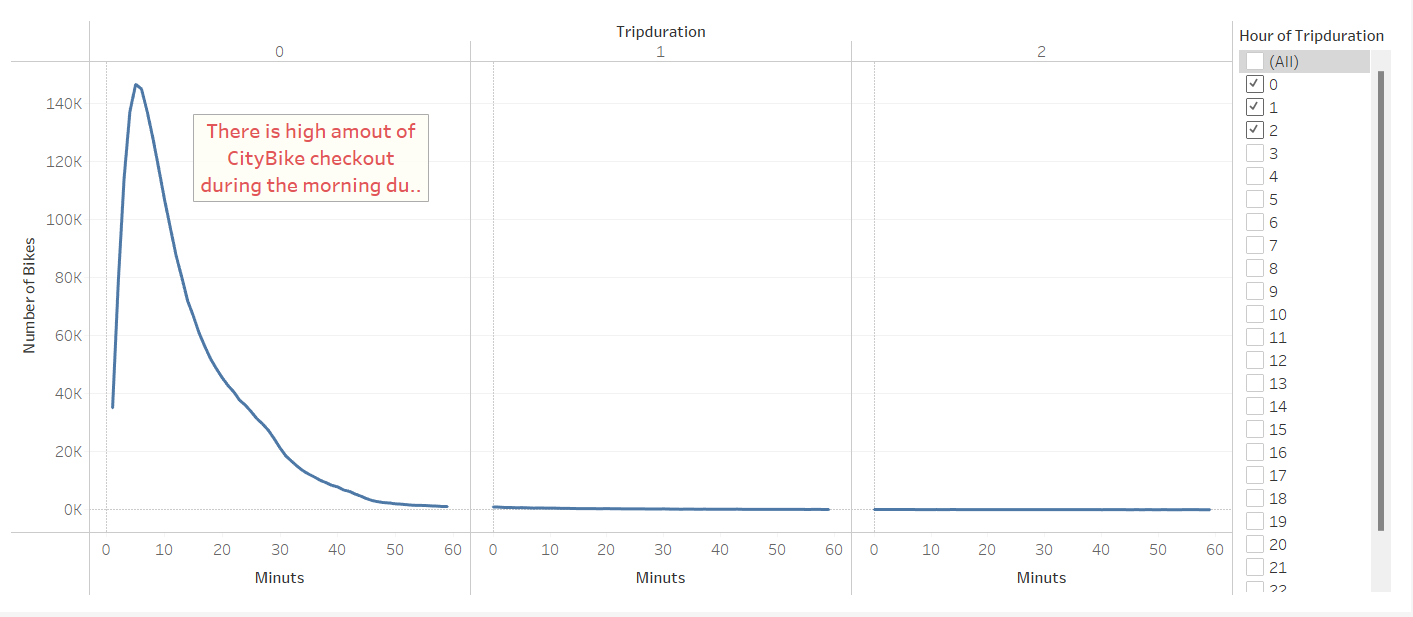 Tripduration
0 1 2
140K
120K
100K
80K
60K
40K
20K
0K
Number of Bikes
There is high amout of
CityBike checkout
during the morning du..
0 10 20 30 40 50 60 0 10 20 30 40 50 60 0 10 20 30 40 50 60
Minuts Minuts Minuts
Hour of Tripduration
(All)
0
1
2
3
4
5
6
7
8
9
10
11
12
13
14
15
16
17
18
19
20
21
22